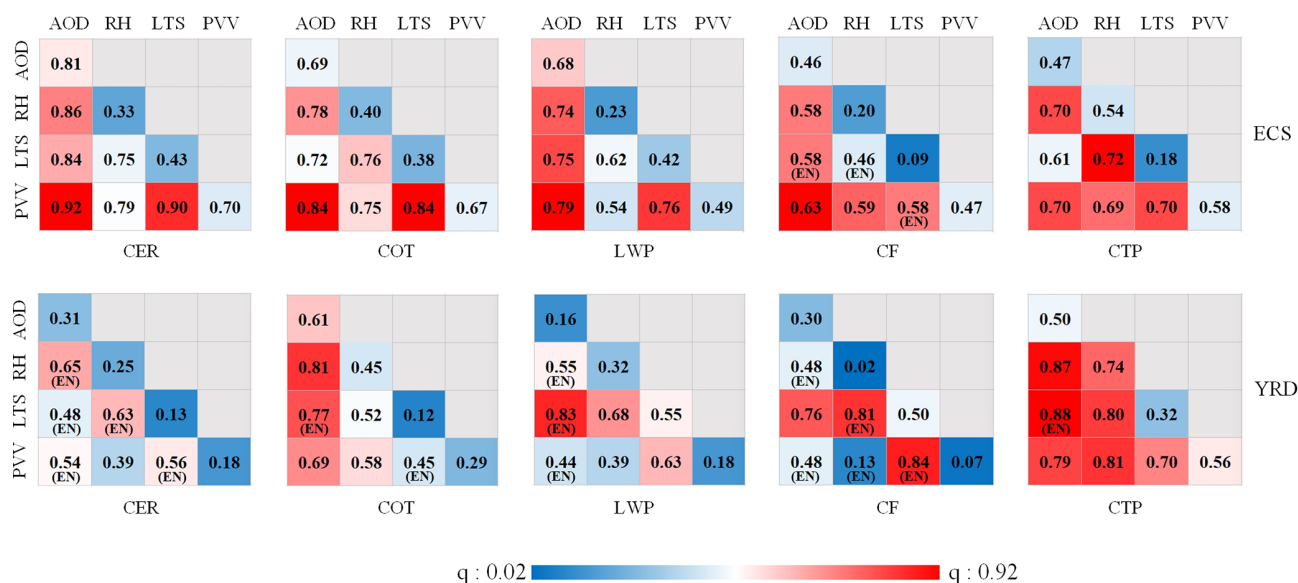 AOD RH LTS PVV AOD RH LTS PVV AOD RH LTS PVV AOD RH LTS PVV AOD RH LTS PVV
AOD 0.81 0.69 0.68 0.46 0.47
RH 0.86 0.33 0.78 0.40 0.74 0.23 0.58 0.20 0.70 0.54
LTS 0.84 0.75 0.43 0.72 0.76 0.38 0.75 0.62 0.42 0.58 0.46 0.09 0.61 0.72 0.18
(EN) (EN)
ECS
PVV 0.92 0.79 0.90 0.70 0.84 0.75 0.84 0.67 0.79 0.54 0.76 0.49 0.63 0.59 0.58 0.47 0.70 0.69 0.70 0.58
(EN)
CER COT LWP CF CTP
AOD 0.31 0.61 0.16 0.30 0.50
RH 0.65 0.25 0.81 0.45 0.55 0.32 0.48 0.02 0.87 0.74
(EN) (EN) (EN)
YRD
LTS 0.48 0.63 0.13 0.77 0.52 0.12 0.83 0.68 0.55 0.76 0.81 0.50 0.88 0.80 0.32
(EN) (EN) (EN) (EN) (EN) (EN)
PVV 0.54 0.39 0.56 0.18 0.69 0.58 0.45 0.29 0.44 0.39 0.63 0.18 0.48 0.13 0.84 0.07 0.79 0.81 0.70 0.56
(EN) (EN) (EN) (EN) (EN) (EN) (EN)
CER COT LWP CF CTP
q : 0.02 q : 0.92